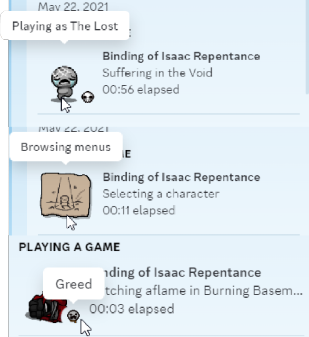 May 22, 2021
Playing as The Lost
Binding of Isaac Repentance
Suffering in the Void
00:56 elapsed
May 22, 2021
Browsing menus
ME
Binding of Isaac Repentance
Selecting a character
00:11 elapsed
PLAYING A GAME
Greed
nding of Isaac Repentance
tching aflame in Burning Basem...
00:03 elapsed